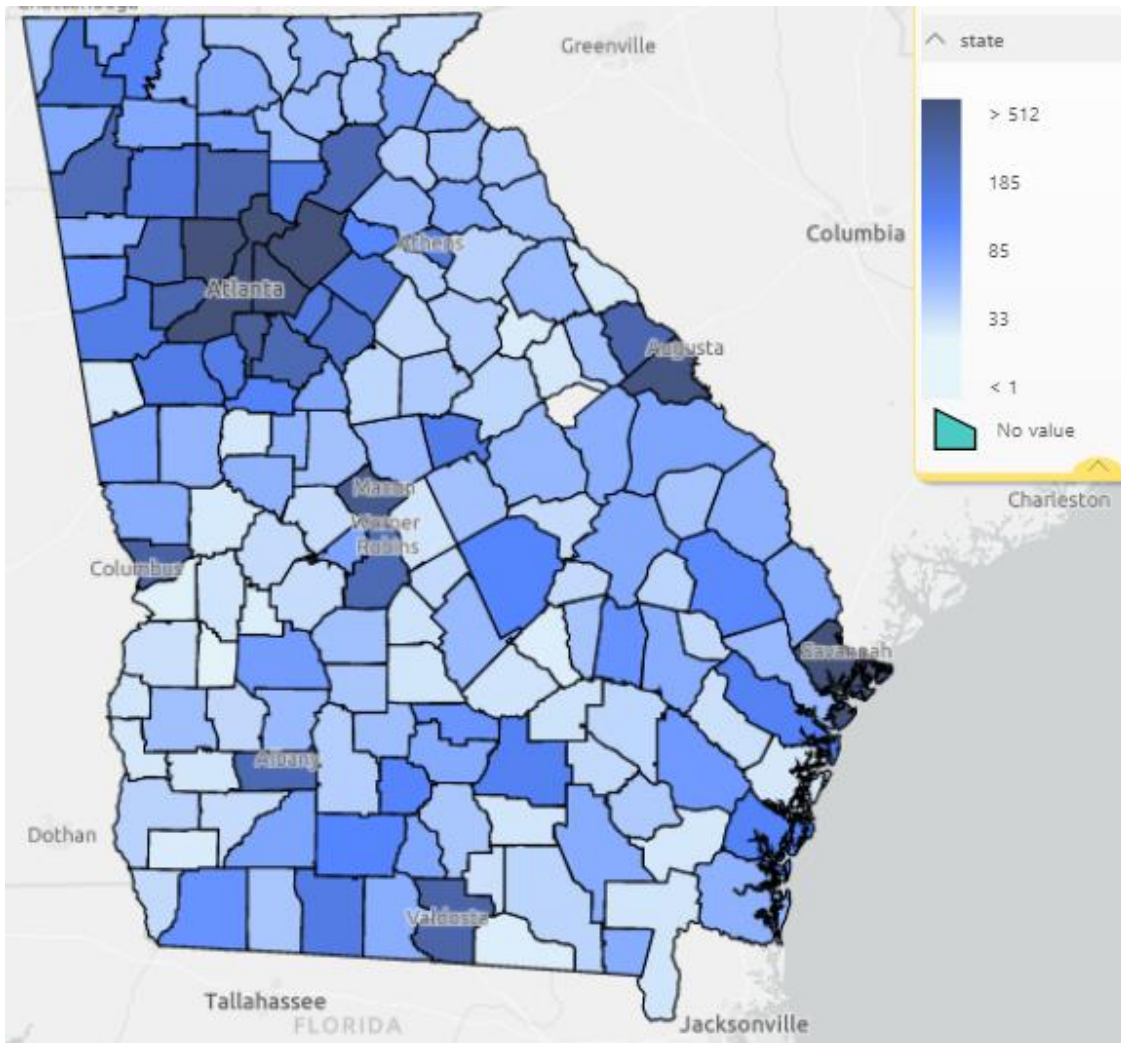 Chattanooga
Greenville
state
> 512
185
85
33
< 1
No value
Columbia
Athens
Atlanta
Augusta
Charleston
Macon
Warner
Robins
Columbus
Savannah
Albany
Dothan
Valdosta
Tallahassee
FLORIDA
Jacksonville